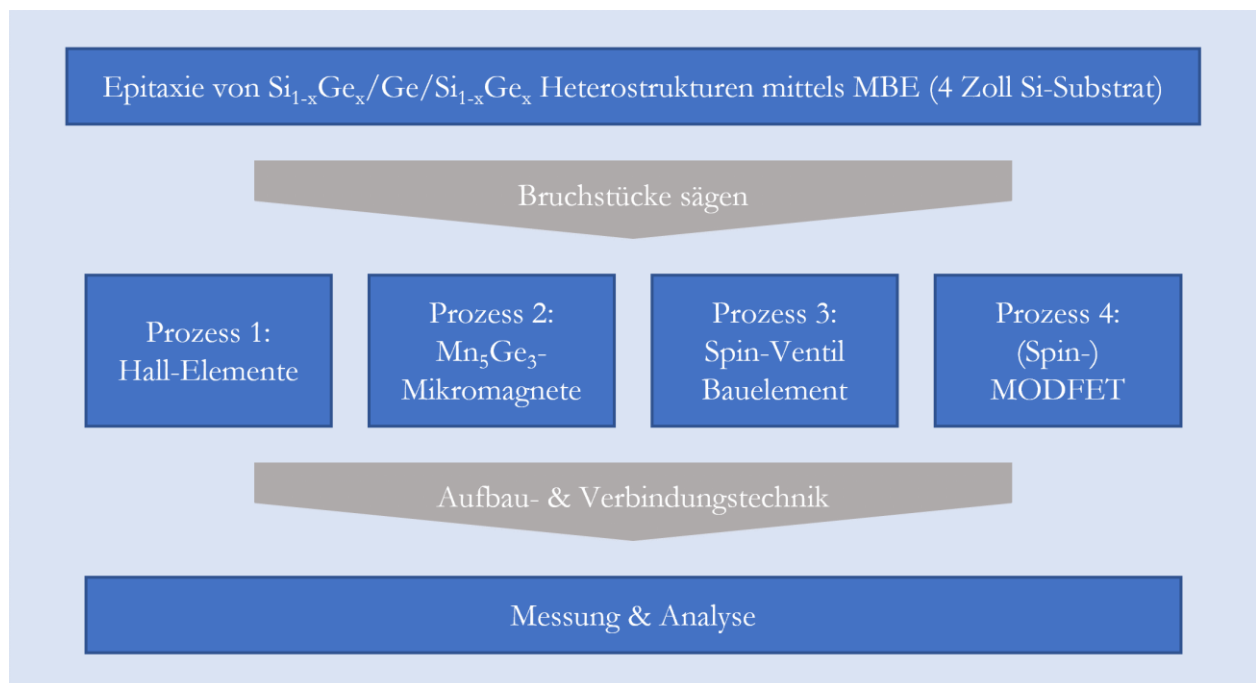 Epitaxie von Si₁₋ₓGeₓ/Ge/Si₁₋ₓGeₓ Heterostrukturen mittels MBE (4 Zoll Si-Substrat)
Bruchstücke sägen
Prozess 1:
Hall-Elemente
Prozess 2:
Mn₅Ge₃-
Mikromagnete
Prozess 3:
Spin-Ventil
Bauelement
Prozess 4:
(Spin-)
MODFET
Aufbau- & Verbindungstechnik
Messung & Analyse